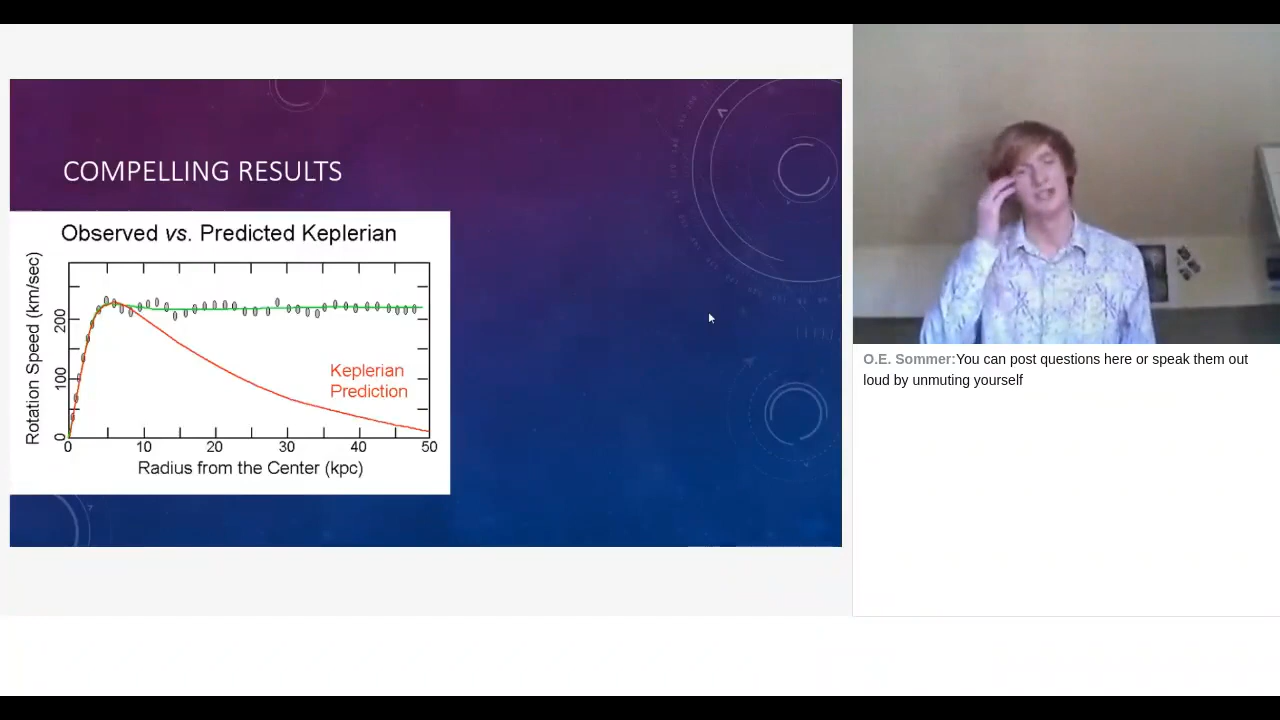 COMPELLING RESULTS
Observed vs. Predicted Keplerian
Rotation Speed (km/sec)
200
100
0
Keplerian
Prediction
0 10 20 30 40 50
Radius from the Center (kpc)
O.E. Sommer:You can post questions here or speak them out
loud by unmuting yourself